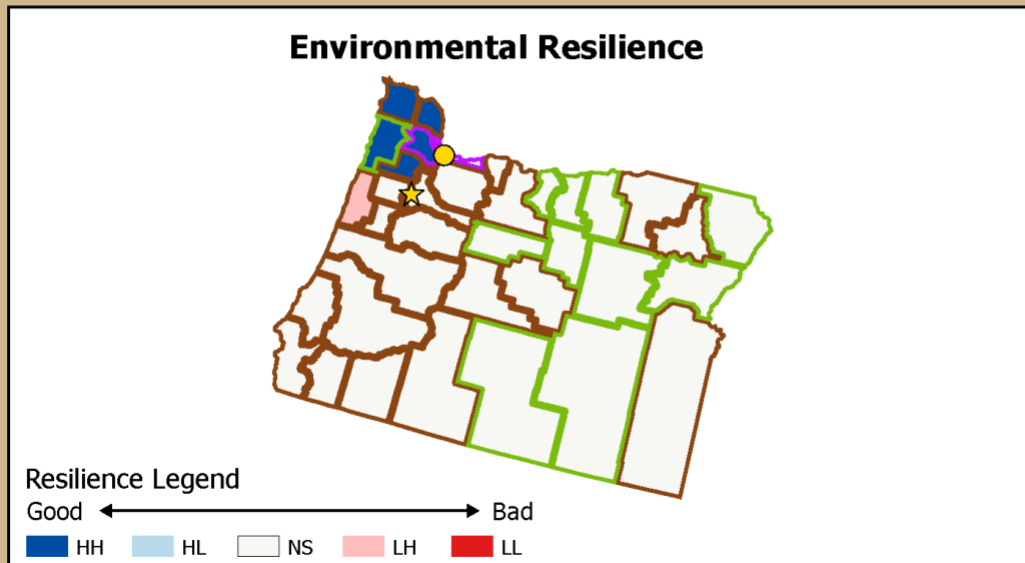 Environmental Resilience
Resilience Legend
Good Bad
HH HL NS LH LL